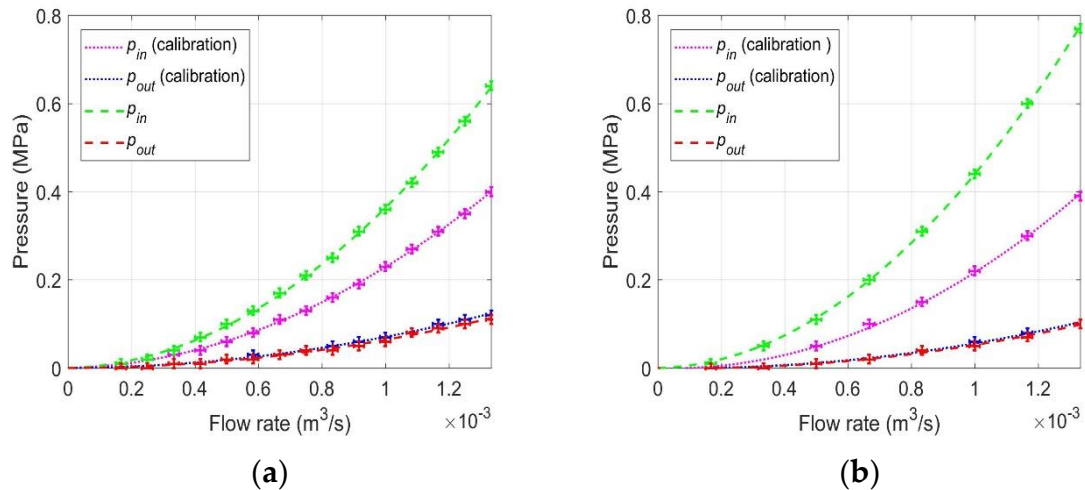 0.8
0.6
0.4
0.2
0
Pressure (MPa)
p_in (calibration)
p_out (calibration)
p_in
p_out
0 0.2 0.4 0.6 0.8 1 1.2
Flow rate (m³/s) ×10⁻³
(a)
0.8
0.6
0.4
0.2
0
Pressure (MPa)
p_in (calibration )
p_out (calibration)
p_in
p_out
0 0.2 0.4 0.6 0.8 1 1.2
Flow rate (m³/s) ×10⁻³
(b)